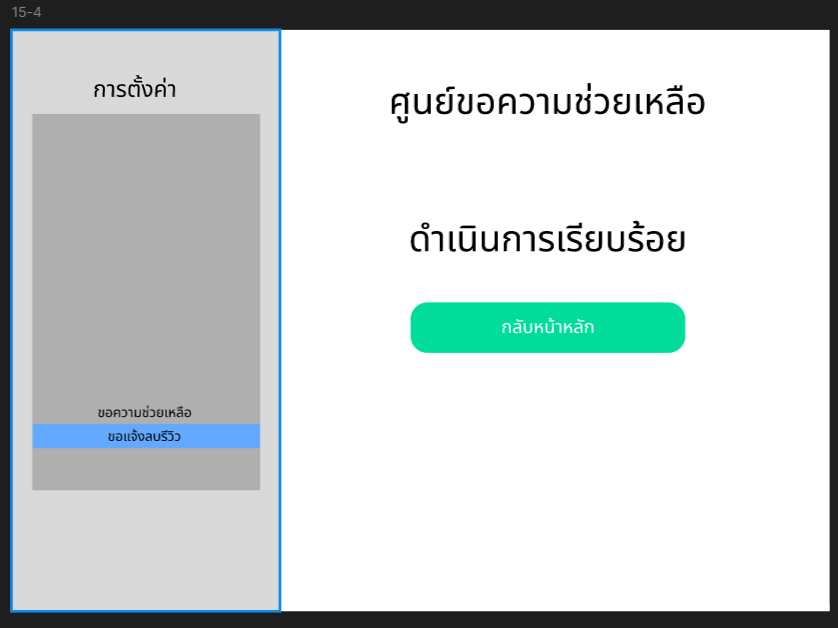 15-4
การตั้งค่า
ขอความช่วยเหลือ
ขอแจ้งลบรีวิว
ศูนย์ขอความช่วยเหลือ
ดำเนินการเรียบร้อย
กลับหน้าหลัก